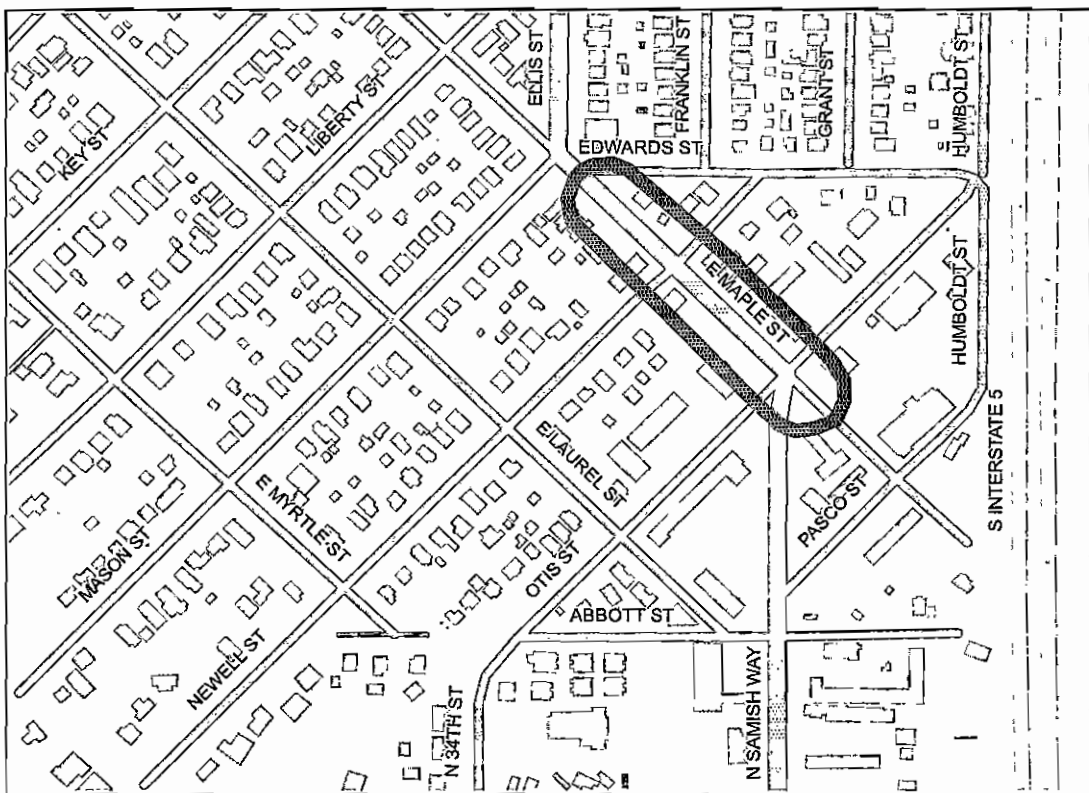 ELLIS ST
FRANKLIN ST
GRANT ST
HUMBOLDT ST
LIBERTY ST
KEY ST
EDWARDS ST
E MAPLE ST
HUMBOLDT ST
S INTERSTATE 5
E LAUREL ST
E MYRTLE ST
PASCO ST
MASON ST
OTIS ST
ABBOTT ST
NEWELL ST
N 34TH ST
N SAMISH WAY